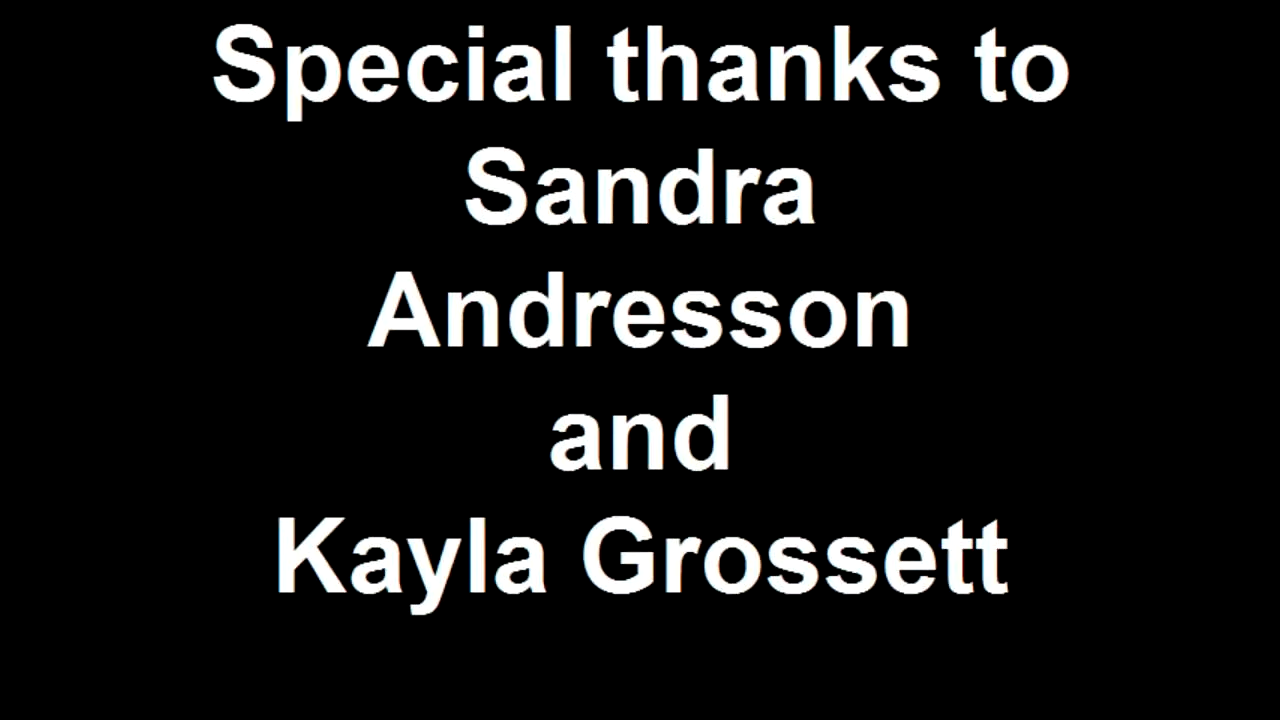 Special thanks to
Sandra
Andresson
and
Kayla Grossett